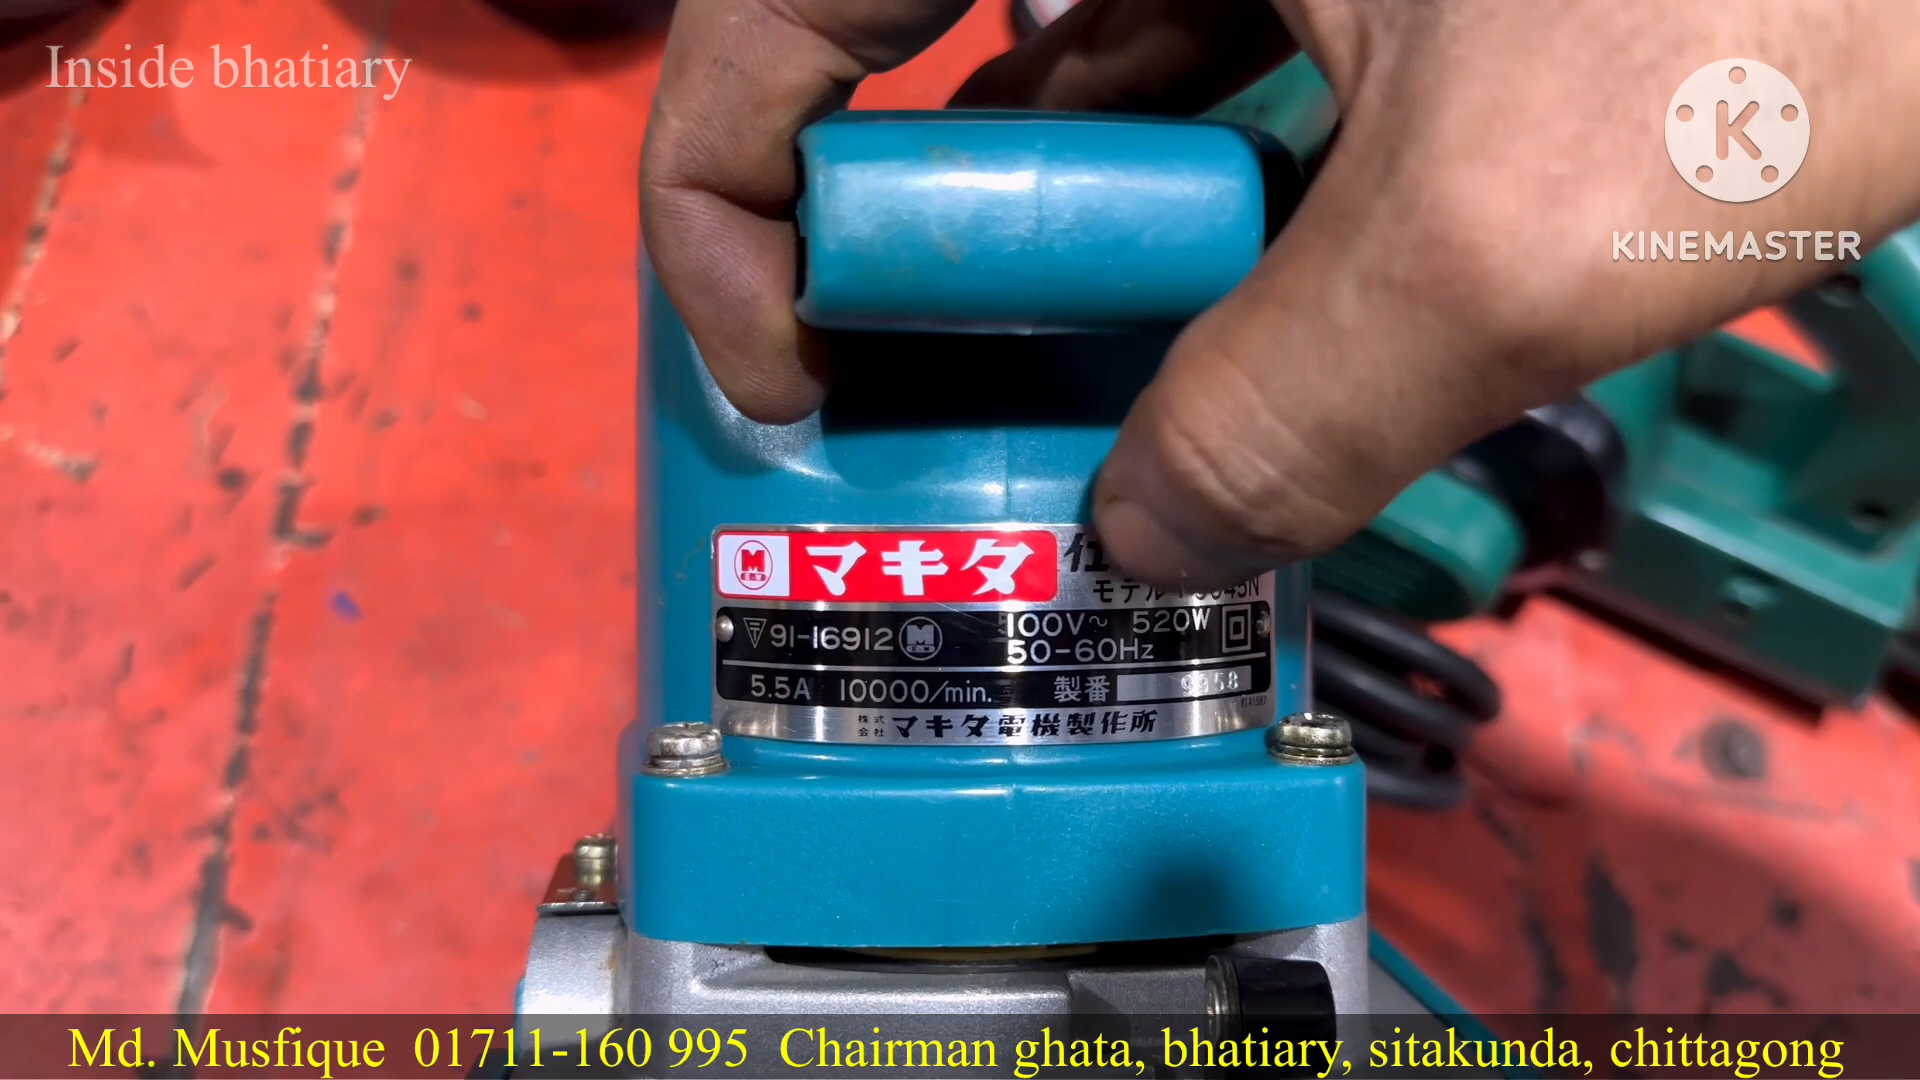 Inside bhatiary
K
KINEMASTER
マキタ 仕
モデル
91-16912 100V~ 520W
50-60Hz
5.5A 10000/min. 製番 9958
株式会社 マキタ電機製作所
Md. Musfique 01711-160 995 Chairman ghata, bhatiary, sitakunda, chittagong